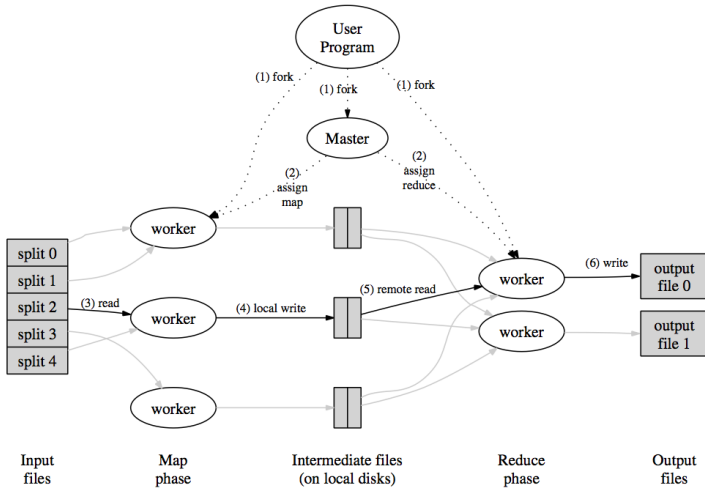 User
Program
(1) fork
(1) fork
(1) fork
Master
(2)
assign
map
(2)
assign
reduce
worker
split 0
split 1
split 2
split 3
split 4
(3) read
worker
(4) local write
(5) remote read
worker
(6) write
output
file 0
worker
output
file 1
worker
Input
files
Map
phase
Intermediate files
(on local disks)
Reduce
phase
Output
files